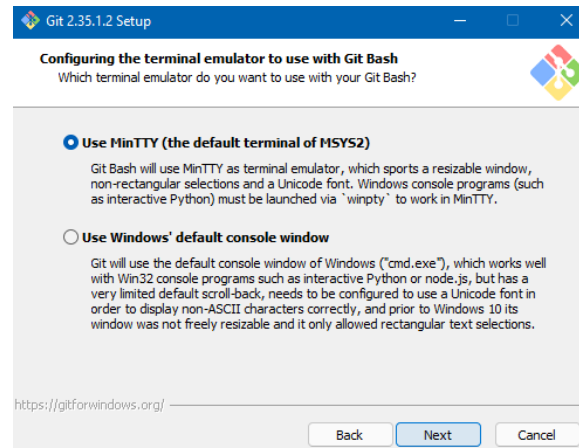 Git 2.35.1.2 Setup
Configuring the terminal emulator to use with Git Bash
Which terminal emulator do you want to use with your Git Bash?
Use MinTTY (the default terminal of MSYS2)
Git Bash will use MinTTY as terminal emulator, which sports a resizable window,
non-rectangular selections and a Unicode font. Windows console programs (such
as interactive Python) must be launched via `winpty` to work in MinTTY.
Use Windows' default console window
Git will use the default console window of Windows ("cmd.exe"), which works well
with Win32 console programs such as interactive Python or node.js, but has a
very limited default scroll-back, needs to be configured to use a Unicode font in
order to display non-ASCII characters correctly, and prior to Windows 10 its
window was not freely resizable and it only allowed rectangular text selections.
https://gitforwindows.org/
Back Next Cancel